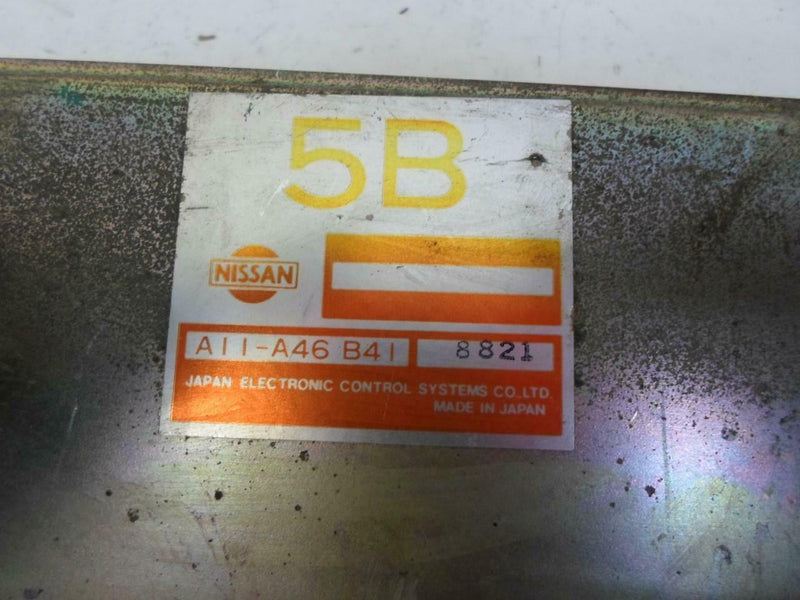 5B
NISSAN
A11-A46 B41 8821
JAPAN ELECTRONIC CONTROL SYSTEMS CO.,LTD.
MADE IN JAPAN